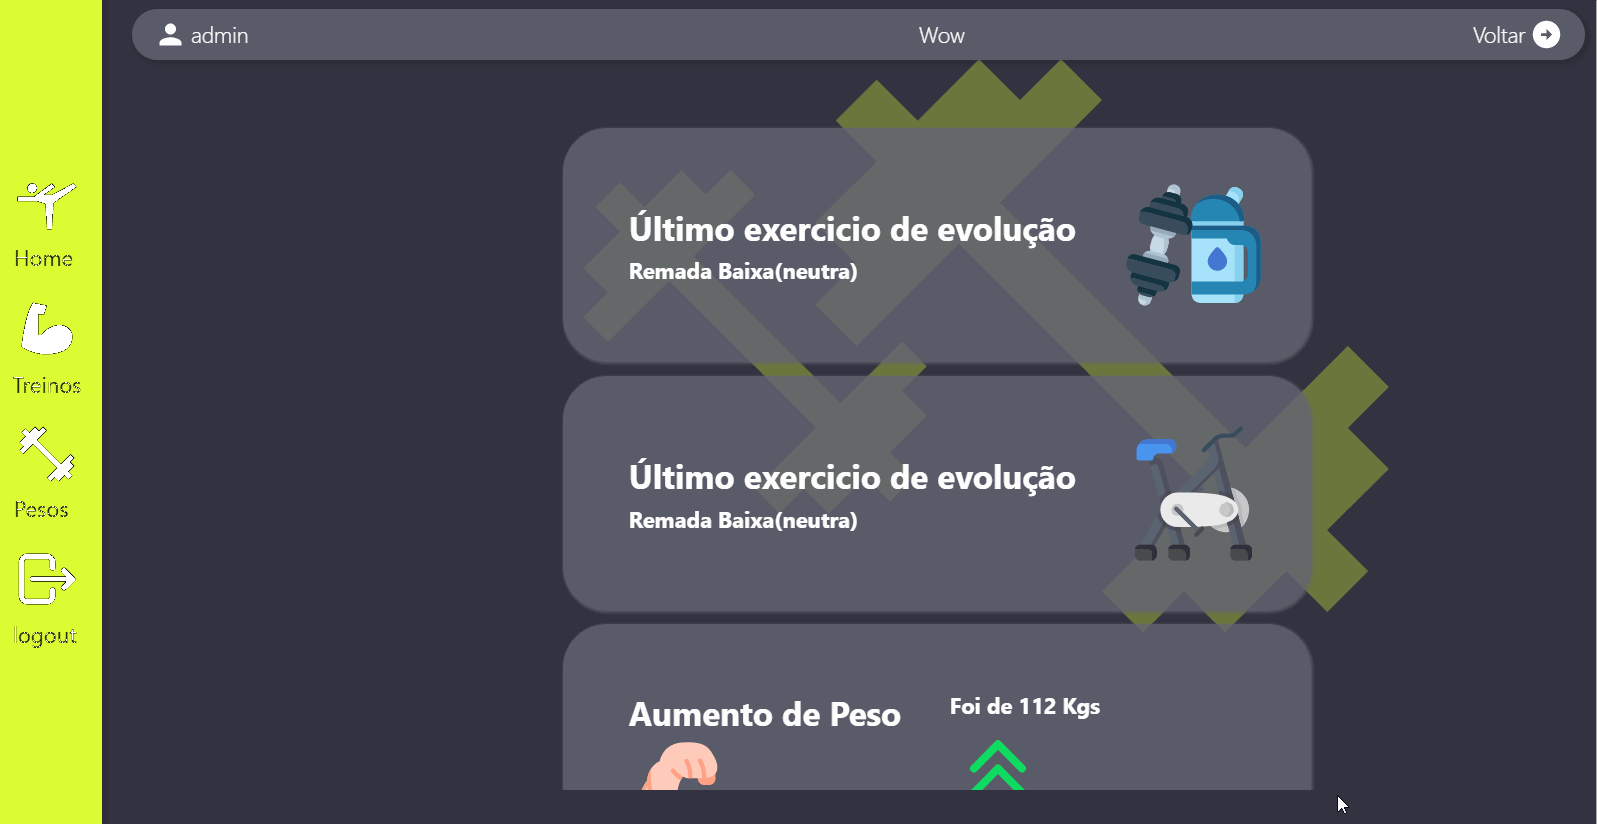 admin
Wow
Voltar
Home
Treinos
Pesos
logout
Último exercicio de evolução
Remada Baixa(neutra)
Último exercicio de evolução
Remada Baixa(neutra)
Aumento de Peso
Foi de 112 Kgs